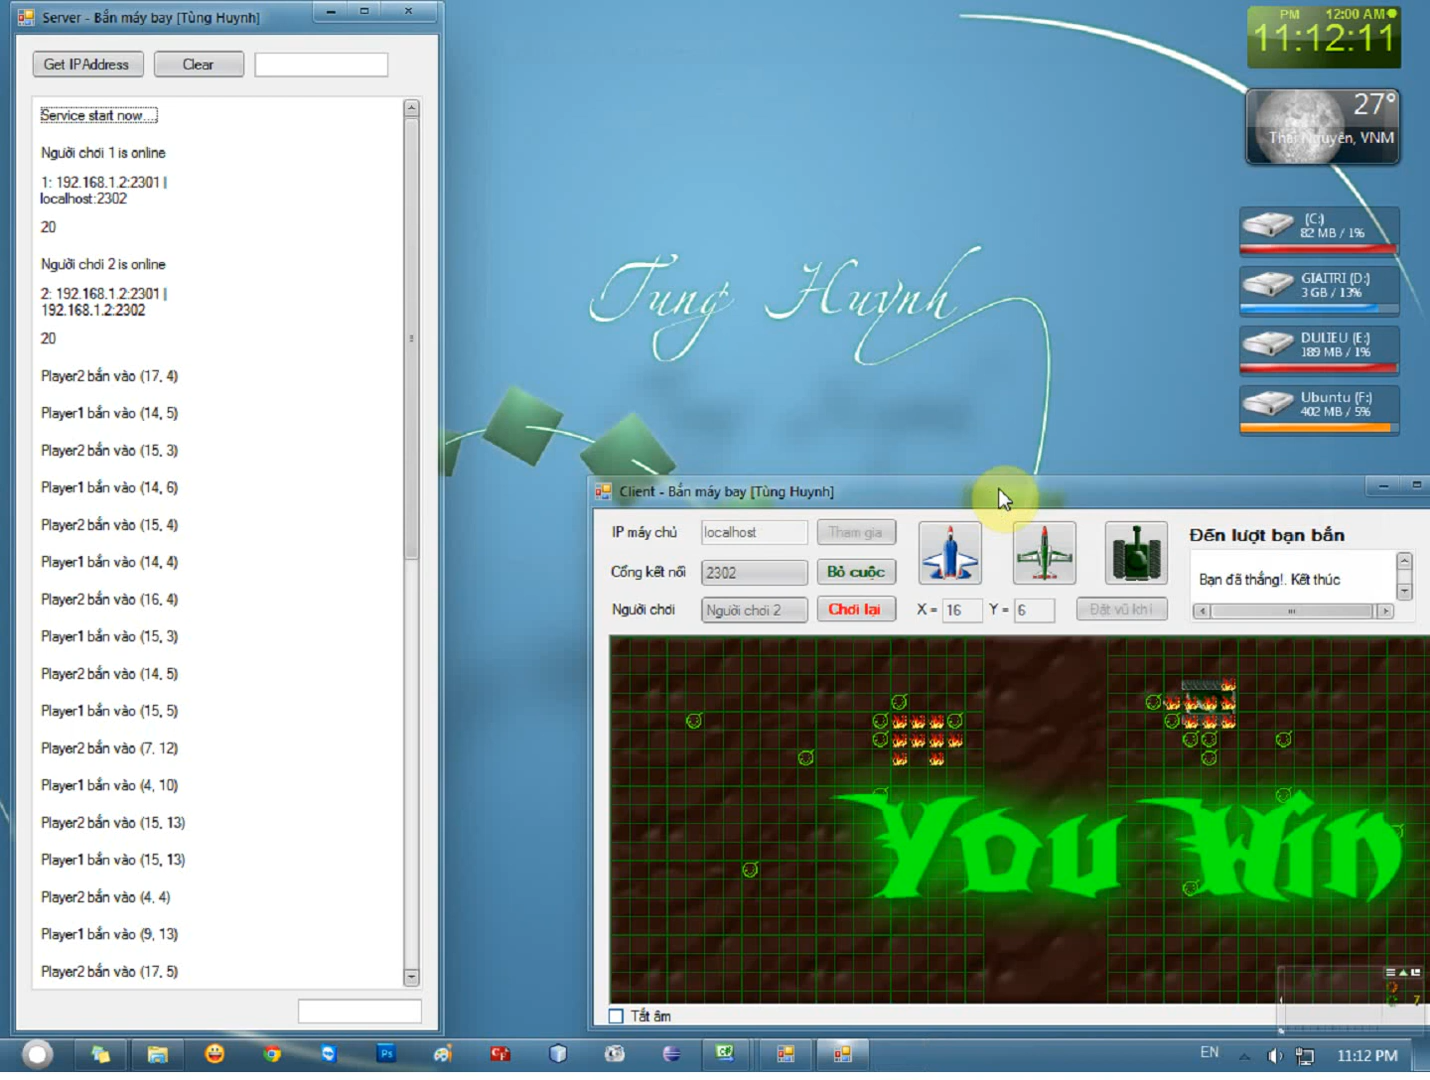 Server - Bắn máy bay [Tùng Huynh]
Get IPAddress
Clear
Service start now....
Người chơi 1 is online
1: 192.168.1.2:2301 |
localhost:2302
20
Người chơi 2 is online
2: 192.168.1.2:2301 |
192.168.1.2:2302
20
Player2 bắn vào (17, 4)
Player1 bắn vào (14, 5)
Player2 bắn vào (15, 3)
Player1 bắn vào (14, 6)
Player2 bắn vào (15, 4)
Player1 bắn vào (14, 4)
Player2 bắn vào (16, 4)
Player1 bắn vào (15, 3)
Player2 bắn vào (14, 5)
Player1 bắn vào (15, 5)
Player2 bắn vào (7, 12)
Player1 bắn vào (4, 10)
Player2 bắn vào (15, 13)
Player1 bắn vào (15, 13)
Player2 bắn vào (4, 4)
Player1 bắn vào (9, 13)
Player2 bắn vào (17, 5)
PM 12:00 AM
11:12:11
27°
Thái Nguyên, VNM
(C:)
82 MB / 1%
GIAITRI (D:)
3 GB / 13%
DULIEU (E:)
189 MB / 1%
Ubuntu (F:)
402 MB / 5%
Tung Huynh
Client - Bắn máy bay [Tùng Huynh]
IP máy chủ
localhost
Tham gia
Cổng kết nối
2302
Bỏ cuộc
Người chơi
Người chơi 2
Chơi lại
X = 16 Y = 6
Đặt vũ khí
Đến lượt bạn bắn
Bạn đã thắng!. Kết thúc
You Win
7
Tắt âm
EN
11:12 PM